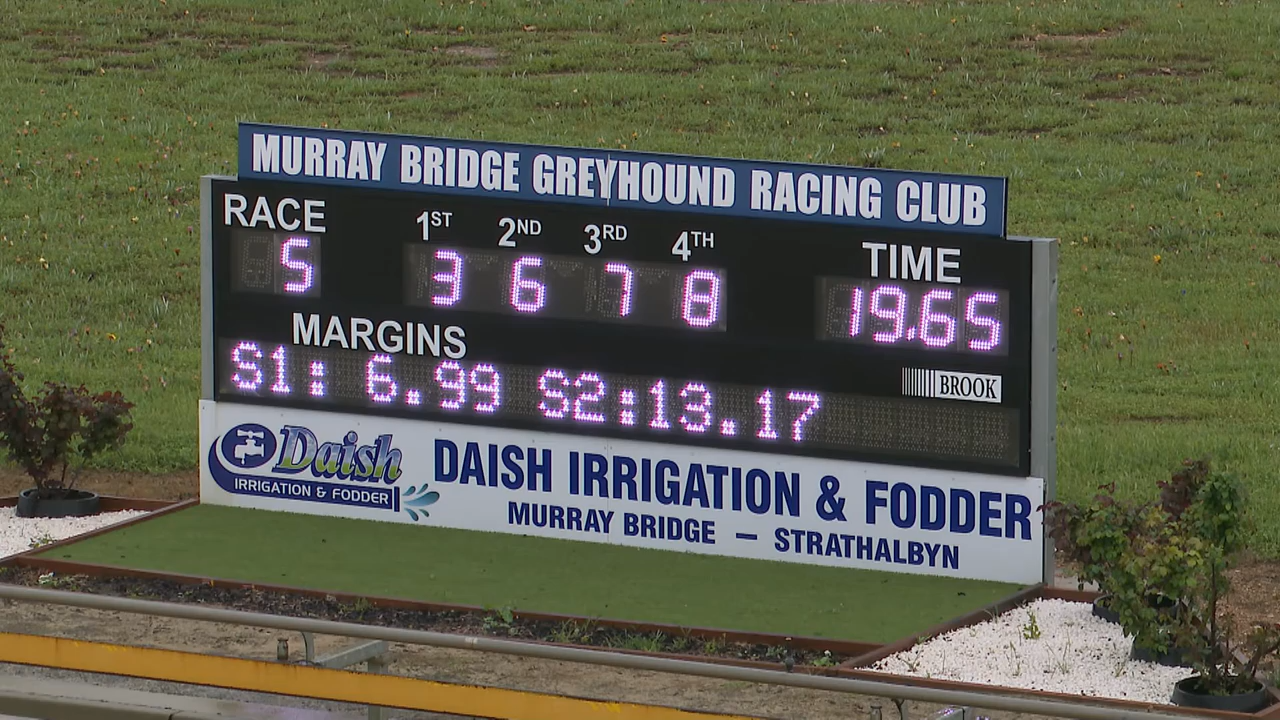 MURRAY BRIDGE GREYHOUND RACING CLUB
RACE 1ST 2ND 3RD 4TH TIME
5 3 6 7 8 19.65
MARGINS
S1: 6.99 S2:13.17
BROOK
Daish
IRRIGATION & FODDER
DAISH IRRIGATION & FODDER
MURRAY BRIDGE – STRATHALBYN